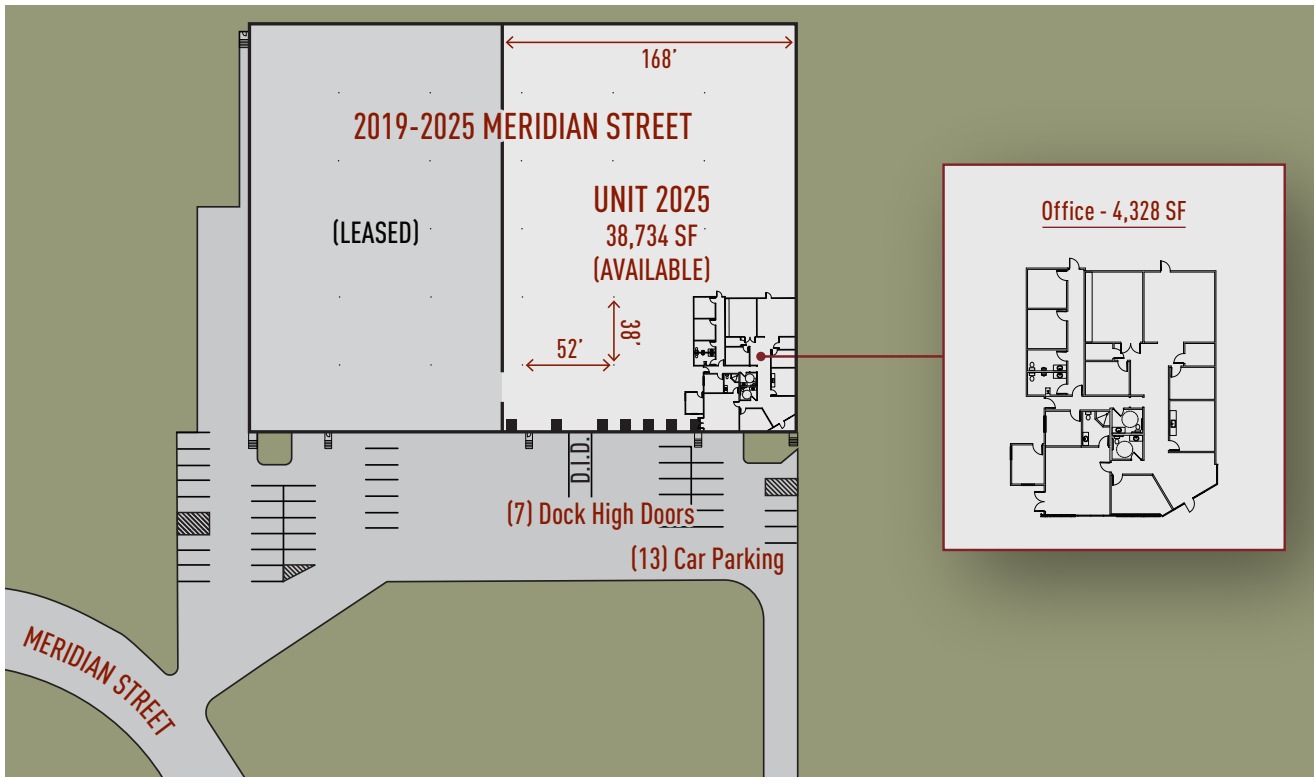 168’
2019-2025 MERIDIAN STREET
UNIT 2025
38,734 SF
(AVAILABLE)
(LEASED)
38’
52’
Office - 4,328 SF
D.I.D.
(7) Dock High Doors
(13) Car Parking
MERIDIAN STREET